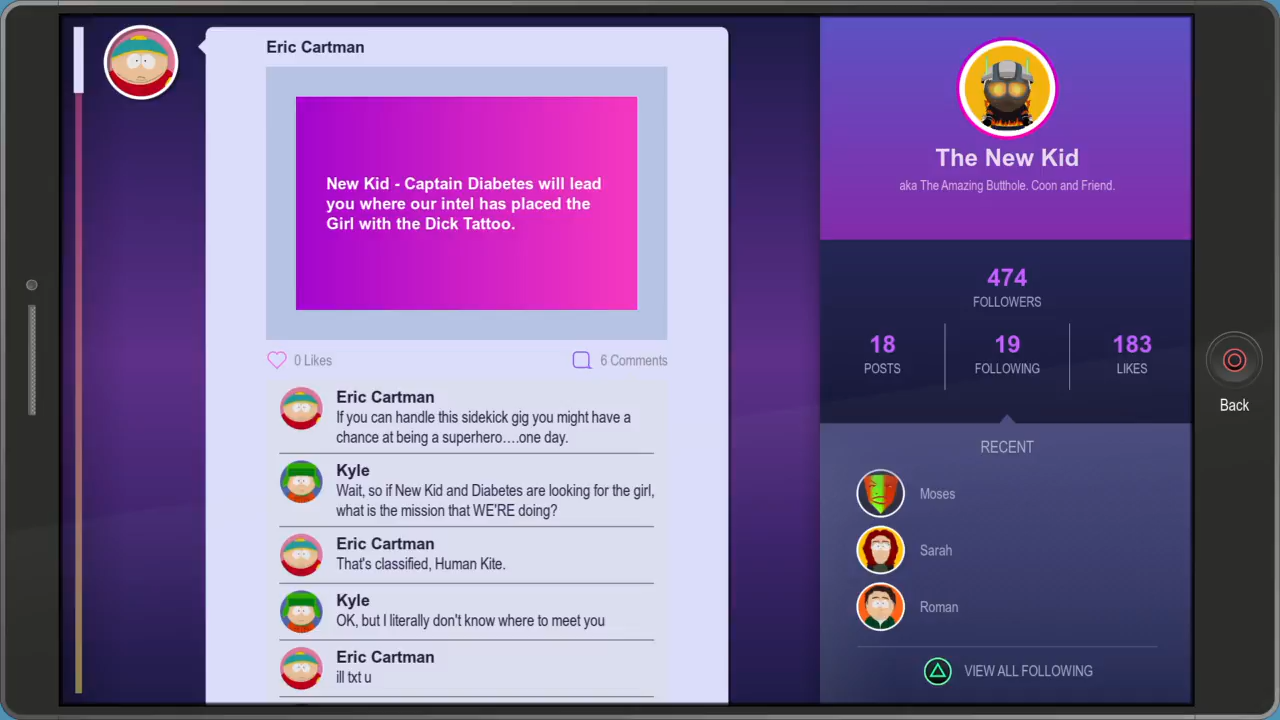 Eric Cartman
New Kid - Captain Diabetes will lead
you where our intel has placed the
Girl with the Dick Tattoo.
0 Likes
6 Comments
Eric Cartman
If you can handle this sidekick gig you might have a
chance at being a superhero....one day.
Kyle
Wait, so if New Kid and Diabetes are looking for the girl,
what is the mission that WE'RE doing?
Eric Cartman
That's classified, Human Kite.
Kyle
OK, but I literally don't know where to meet you
Eric Cartman
ill txt u
The New Kid
aka The Amazing Butthole. Coon and Friend.
474
FOLLOWERS
18
POSTS
19
FOLLOWING
183
LIKES
RECENT
Moses
Sarah
Roman
VIEW ALL FOLLOWING
Back